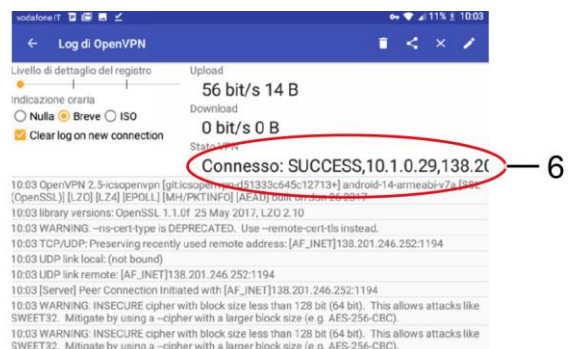 vodafone IT 11% 10:03
Log di OpenVPN
Livello di dettaglio del registro
Upload
56 bit/s 14 B
Indicazione oraria
Download
Nulla Breve ISO
0 bit/s 0 B
Clear log on new connection
Stato VPN
Connesso: SUCCESS,10.1.0.29,138.20
6
10:03 OpenVPN 2.5-icsopenvpn [git:icsopenvpn-d51333c645c12713+] android-14-armeabi-v7a [SSL
(OpenSSL)] [LZO] [LZ4] [EPOLL] [MH/PKTINFO] [AEAD] built on Jun 26 2017
10:03 library versions: OpenSSL 1.1.0f 25 May 2017, LZO 2.10
10:03 WARNING: --ns-cert-type is DEPRECATED. Use --remote-cert-tls instead.
10:03 TCP/UDP: Preserving recently used remote address: [AF_INET]138.201.246.252:1194
10:03 UDP link local: (not bound)
10:03 UDP link remote: [AF_INET]138.201.246.252:1194
10:03 [Server] Peer Connection Initiated with [AF_INET]138.201.246.252:1194
10:03 WARNING: INSECURE cipher with block size less than 128 bit (64 bit). This allows attacks like
SWEET32. Mitigate by using a --cipher with a larger block size (e.g. AES-256-CBC).
10:03 WARNING: INSECURE cipher with block size less than 128 bit (64 bit). This allows attacks like
SWEET32. Mitigate by using a --cipher with a larger block size (e.g. AES-256-CBC).